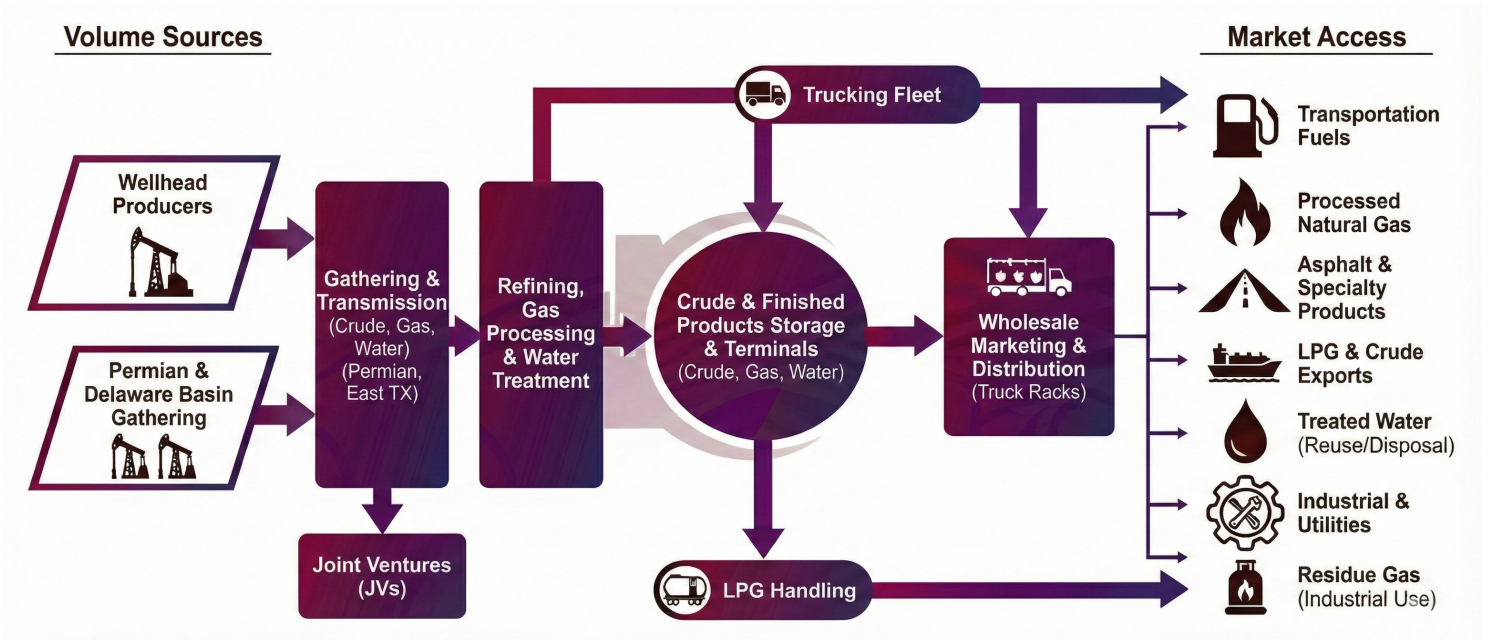 Volume Sources
Market Access
Trucking Fleet
Wellhead
Producers
Permian &
Delaware Basin
Gathering
Gathering &
Transmission
(Crude, Gas,
Water)
(Permian,
East TX)
Joint Ventures
(JVs)
Refining,
Gas
Processing
& Water
Treatment
Crude & Finished
Products Storage
& Terminals
(Crude, Gas, Water)
LPG Handling
Wholesale
Marketing &
Distribution
(Truck Racks)
Transportation
Fuels
Processed
Natural Gas
Asphalt &
Specialty
Products
LPG & Crude
Exports
Treated Water
(Reuse/Disposal)
Industrial &
Utilities
Residue Gas
(Industrial Use)